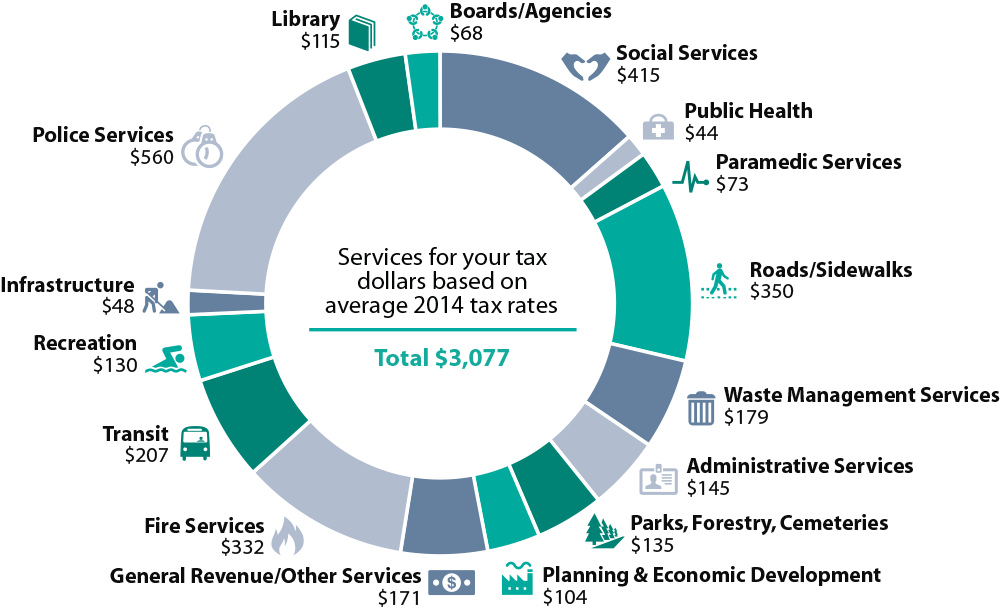 Boards/Agencies
$68
Social Services
$415
Public Health
$44
Paramedic Services
$73
Roads/Sidewalks
$350
Waste Management Services
$179
Administrative Services
$145
Parks, Forestry, Cemeteries
$135
Planning & Economic Development
$104
General Revenue/Other Services
$171
Fire Services
$332
Transit
$207
Recreation
$130
Infrastructure
$48
Police Services
$560
Library
$115
Services for your tax
dollars based on
average 2014 tax rates
Total $3,077
$